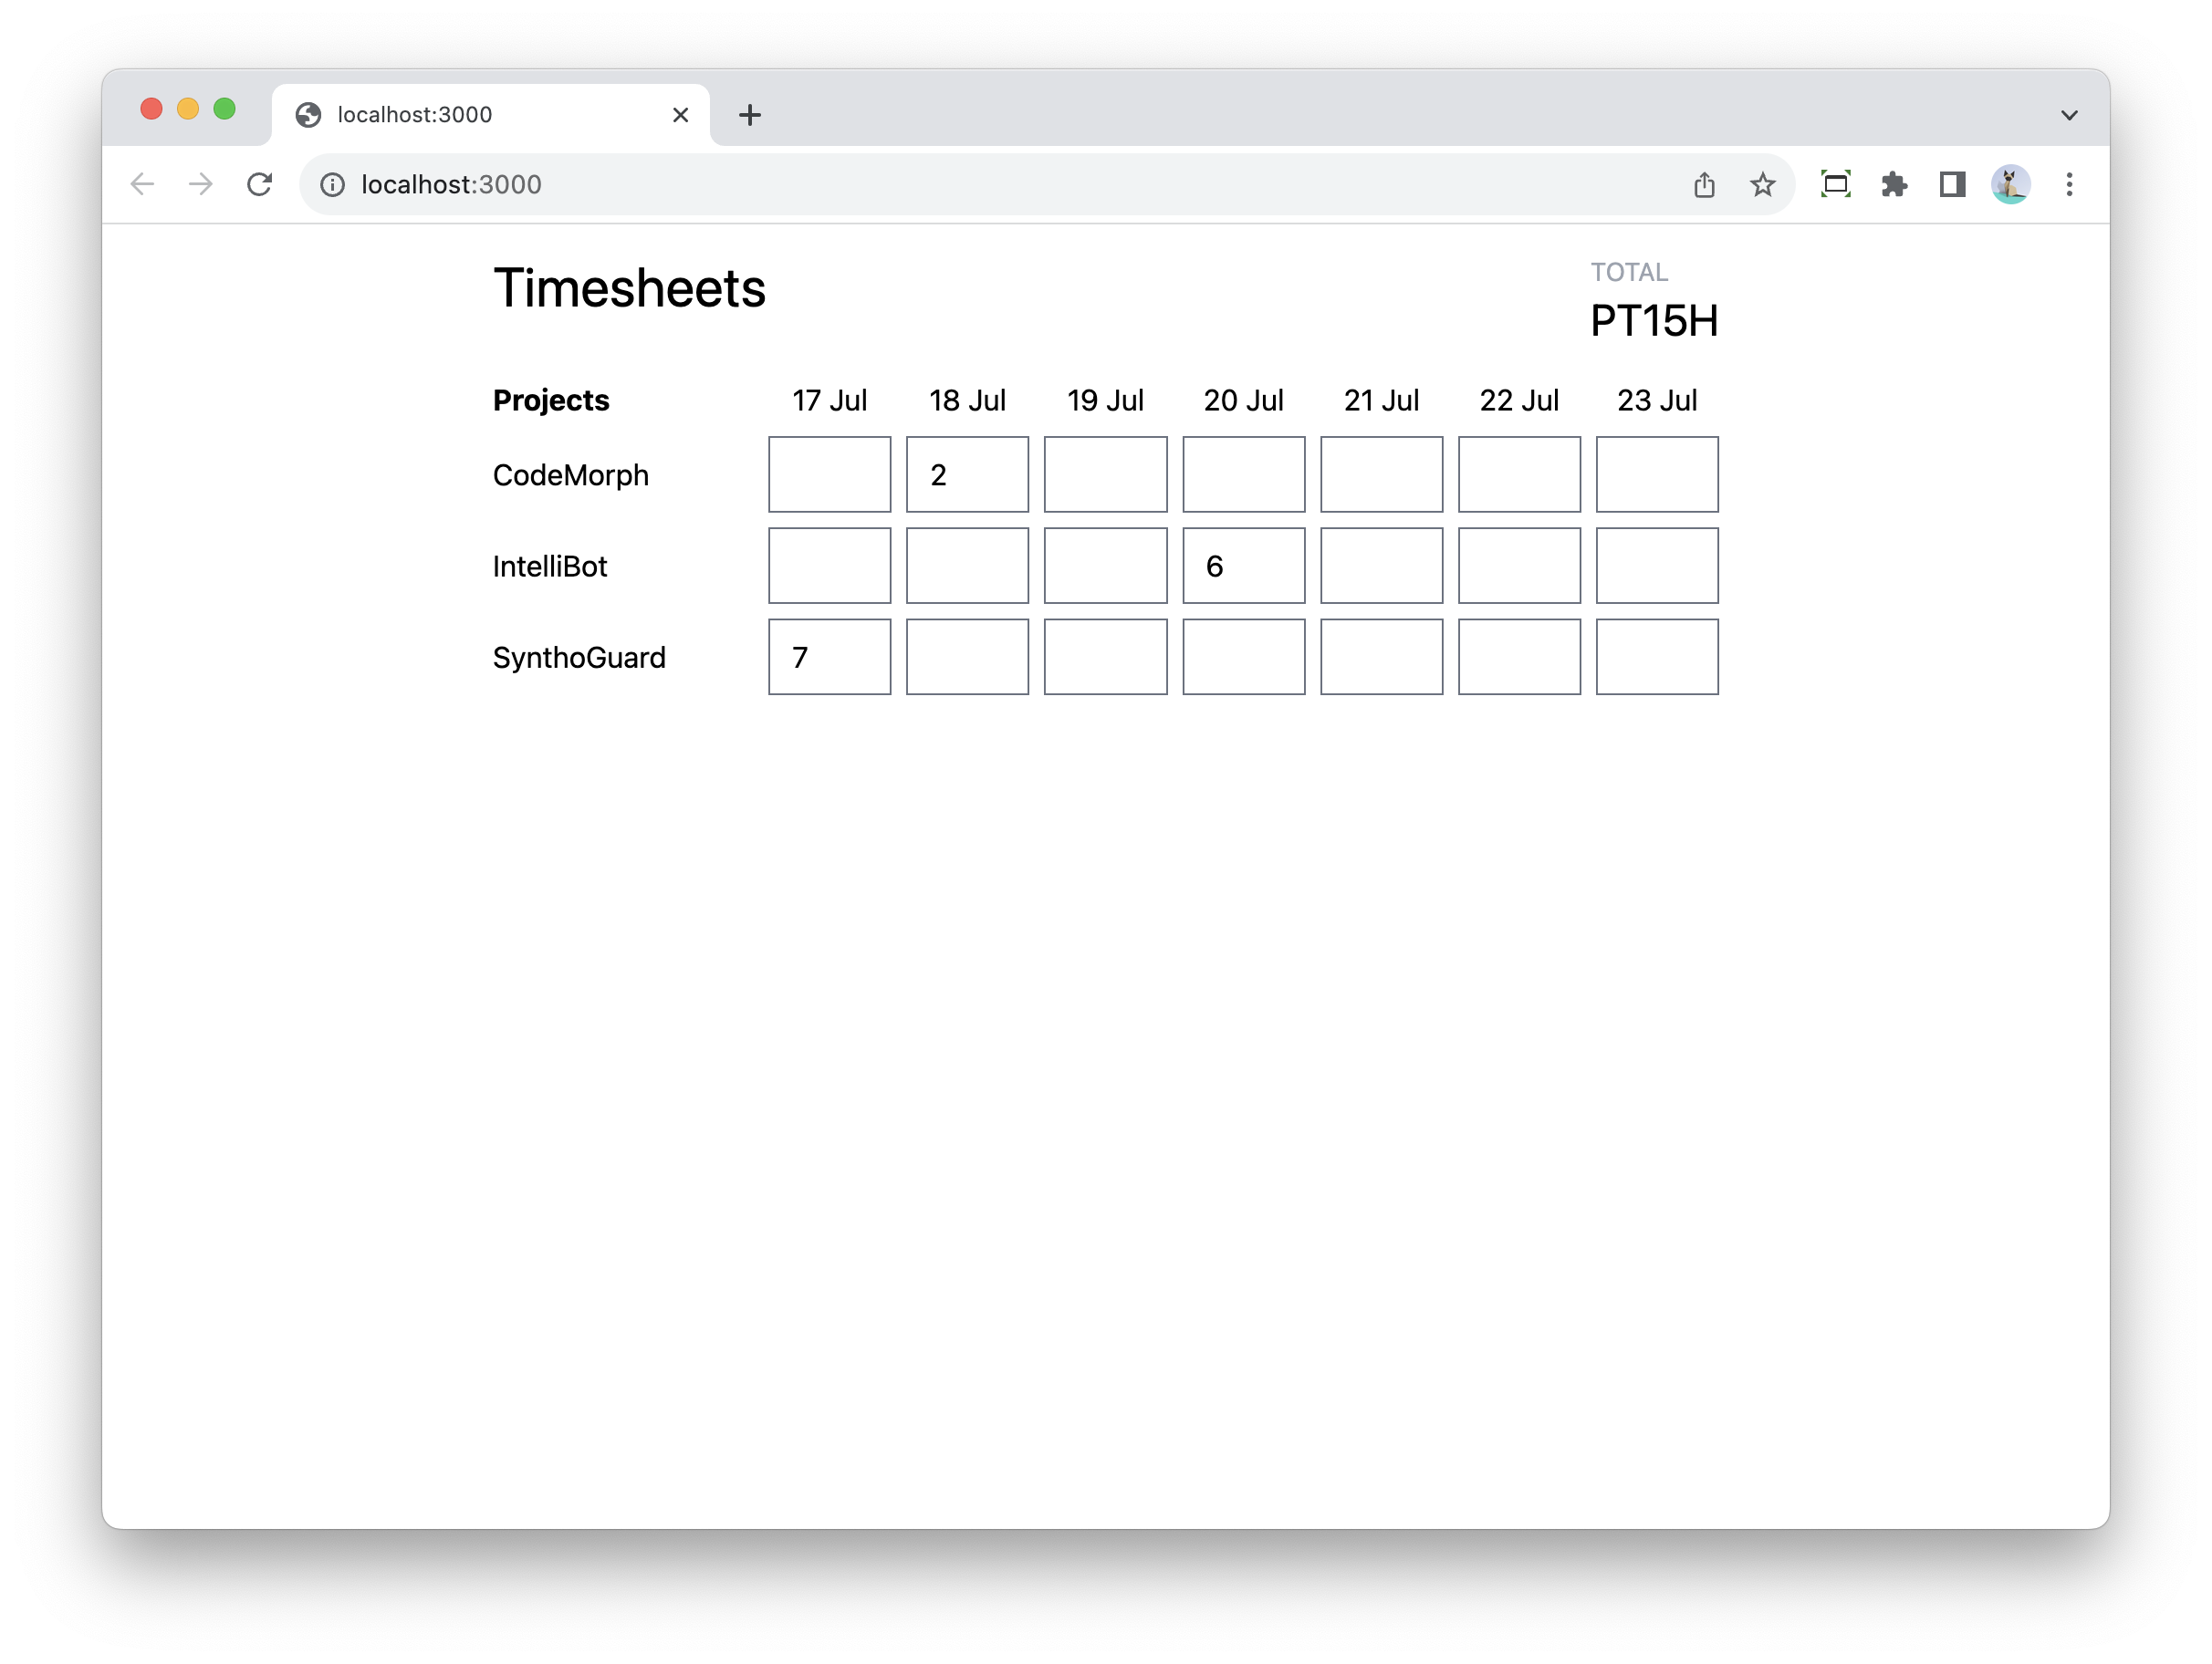 localhost:3000
localhost:3000
Timesheets
TOTAL
PT15H
Projects 17 Jul 18 Jul 19 Jul 20 Jul 21 Jul 22 Jul 23 Jul
CodeMorph 2
IntelliBot 6
SynthoGuard 7